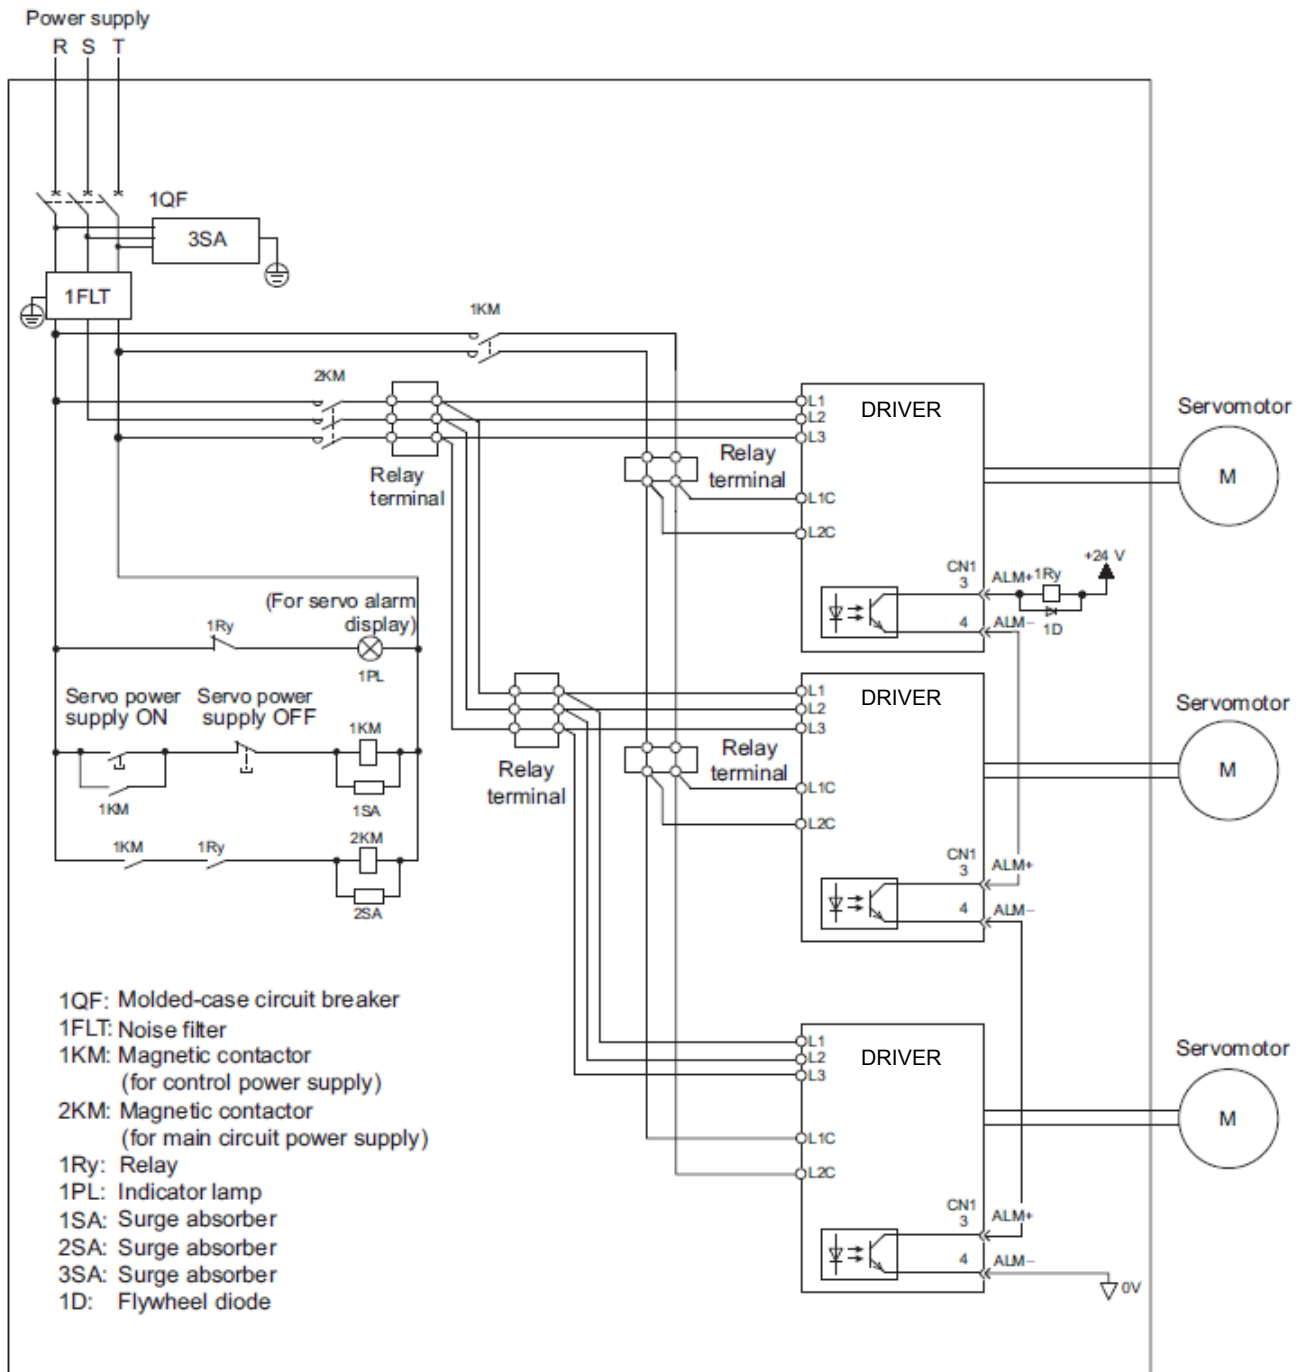 Power supply
R S T
1QF
3SA
1FLT
1KM
2KM
Relay
terminal
L1
L2
L3
DRIVER
Servomotor
M
Relay
terminal
L1C
L2C
CN1
3
ALM+
1Ry
+24 V
4
ALM−
1D
(For servo alarm
display)
1Ry
1PL
Servo power
supply ON
Servo power
supply OFF
1KM
1KM
1SA
1KM
1Ry
2KM
2SA
Relay
terminal
L1
L2
L3
DRIVER
Servomotor
M
Relay
terminal
L1C
L2C
CN1
3
ALM+
4
ALM−
L1
L2
L3
DRIVER
Servomotor
M
L1C
L2C
CN1
3
ALM+
4
ALM−
0V
1QF: Molded-case circuit breaker
1FLT: Noise filter
1KM: Magnetic contactor
(for control power supply)
2KM: Magnetic contactor
(for main circuit power supply)
1Ry: Relay
1PL: Indicator lamp
1SA: Surge absorber
2SA: Surge absorber
3SA: Surge absorber
1D: Flywheel diode